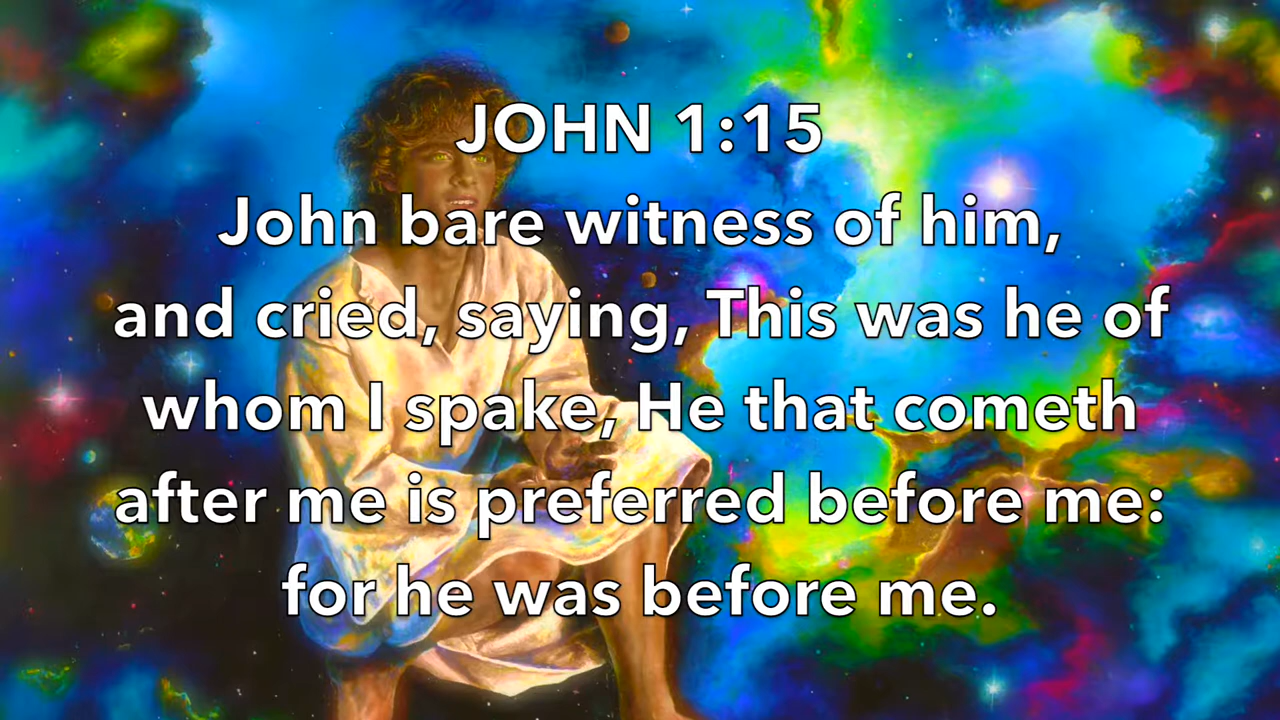 JOHN 1:15
John bare witness of him,
and cried, saying, This was he of
whom I spake, He that cometh
after me is preferred before me:
for he was before me.